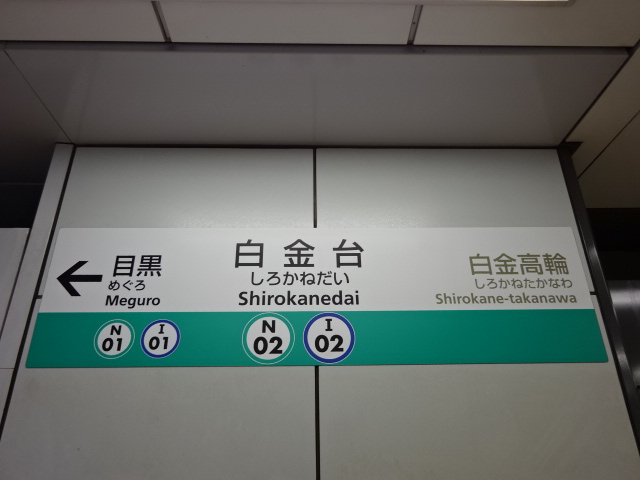 目黒
めぐろ
Meguro
N
01
I
01
白金台
しろかねだい
Shirokanedai
N
02
I
02
白金高輪
しろかねたかなわ
Shirokane-takanawa